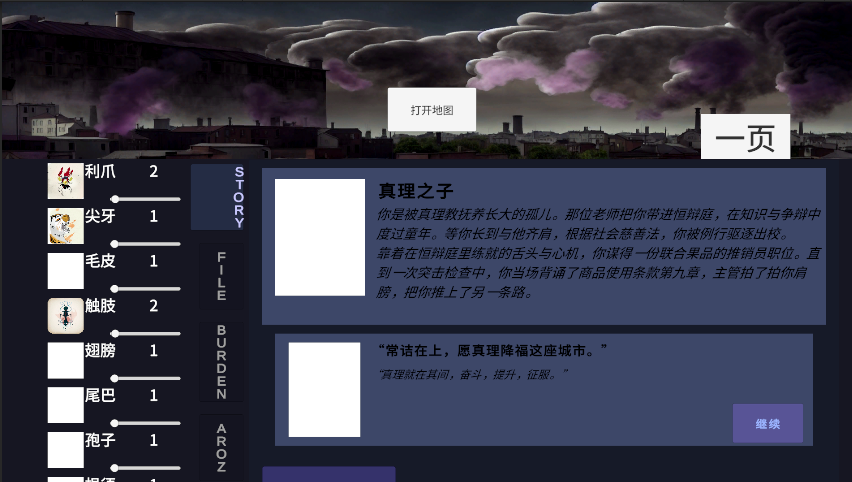 打开地图
一页
利爪 2
尖牙 1
毛皮 1
触肢 2
翅膀 1
尾巴 1
孢子 1
STORY
FILE
BURDEN
AROZ
真理之子
你是被真理教抚养长大的孤儿。那位老师把你带进恒辩庭，在知识与争辩中
度过童年。等你长到与他齐肩，根据社会慈善法，你被例行驱逐出校。
靠着在恒辩庭里练就的舌头与心机，你谋得一份联合果品的推销员职位。直
到一次突击检查中，你当场背诵了商品使用条款第九章，主管拍了拍你肩
膀，把你推上了另一条路。
“常诘在上，愿真理降福这座城市。”
“真理就在其间，奋斗，提升，征服。”
继续